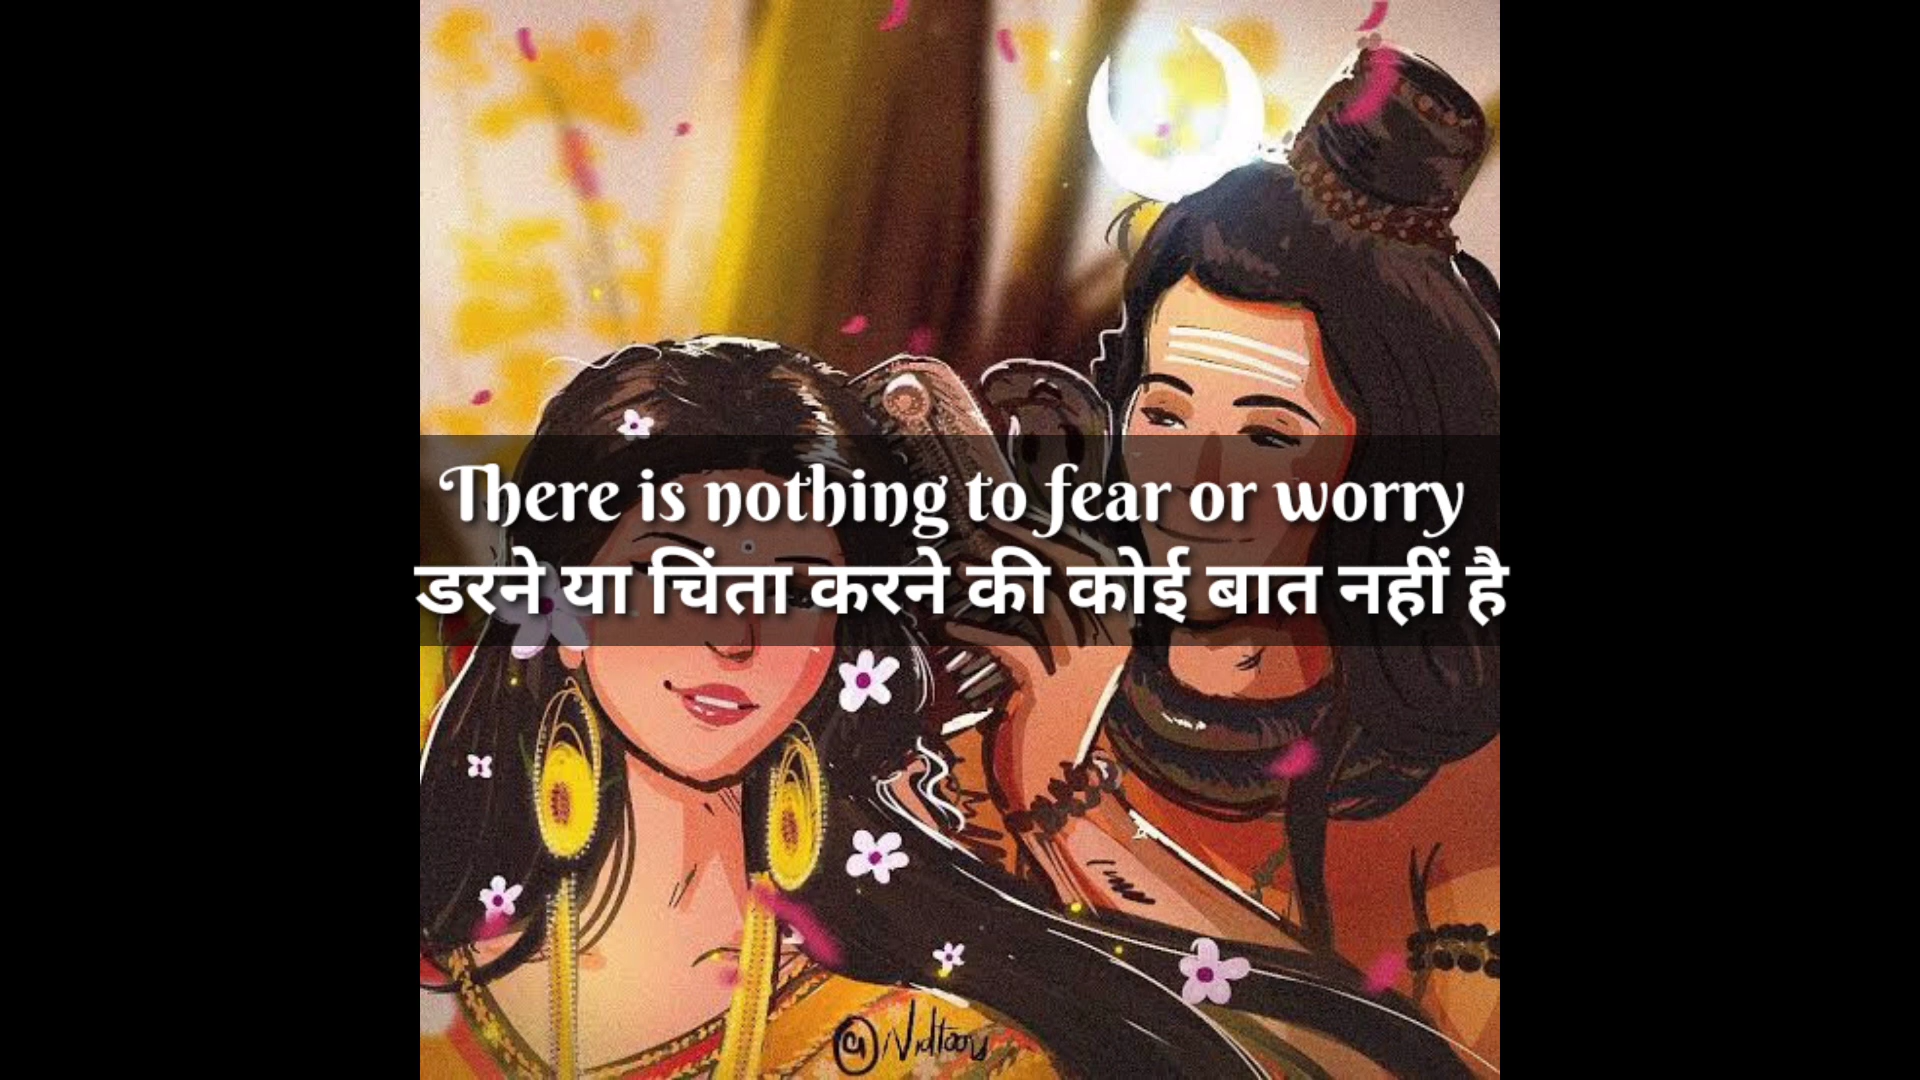 There is nothing to fear or worry
डरने या चिंता करने की कोई बात नहीं है